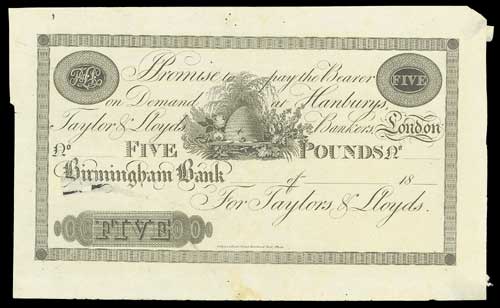 I Promise to pay the Bearer FIVE
on Demand at Hanburys,
Taylor & Lloyds, Bankers, London
No FIVE POUNDS No
Birmingham Bank of 18
For Taylors & Lloyds.
FIVE